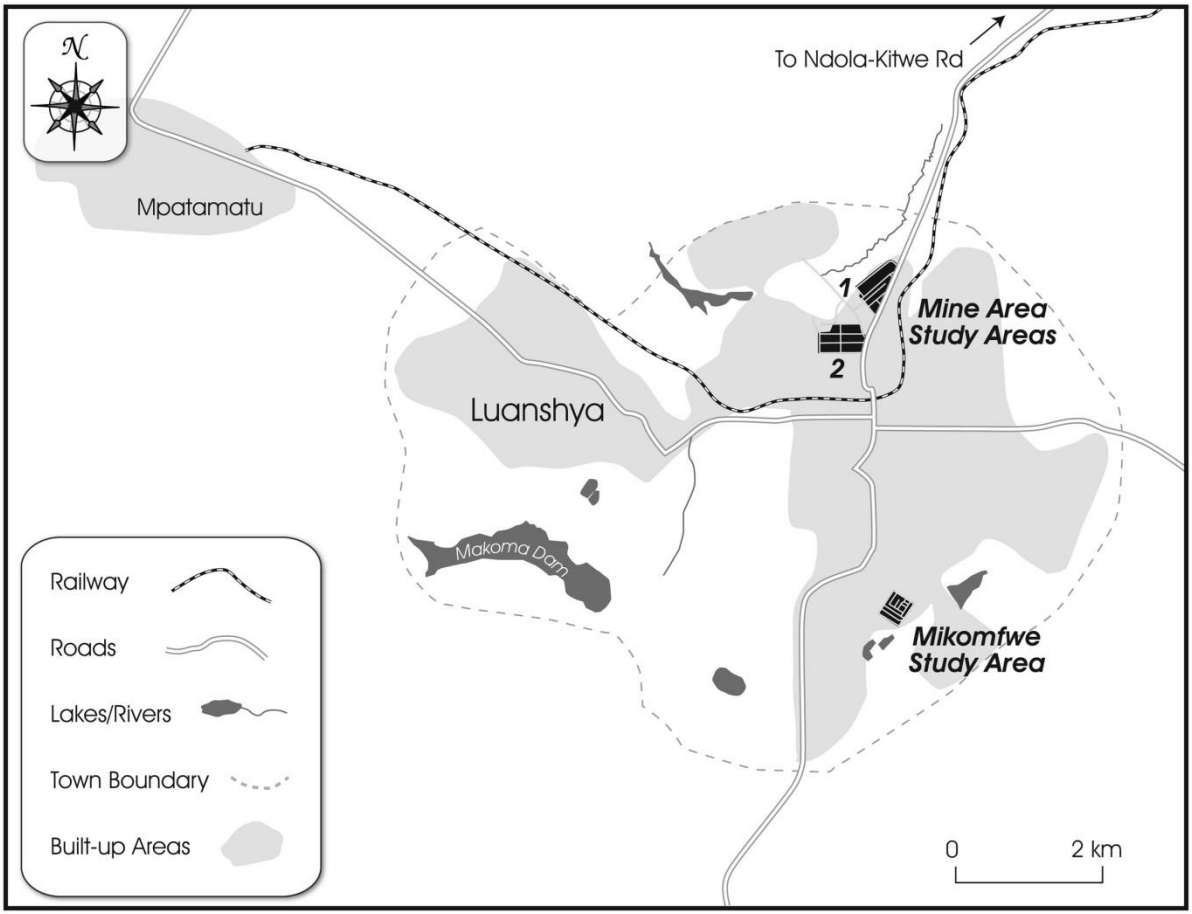 N
To Ndola-Kitwe Rd
Mpatamatu
1
Mine Area
Study Areas
2
Luanshya
Makoma Dam
Mikomfwe
Study Area
Railway
Roads
Lakes/Rivers
Town Boundary
Built-up Areas
0 2 km